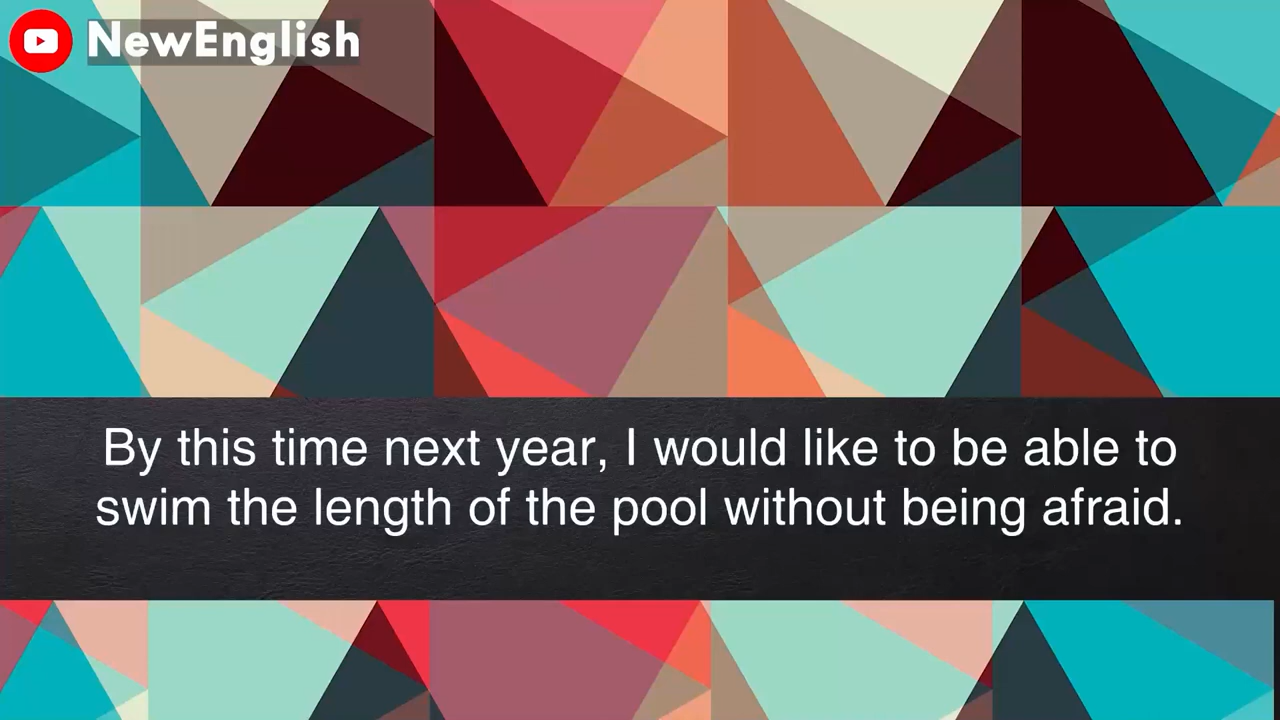 NewEnglish
By this time next year, I would like to be able to
swim the length of the pool without being afraid.